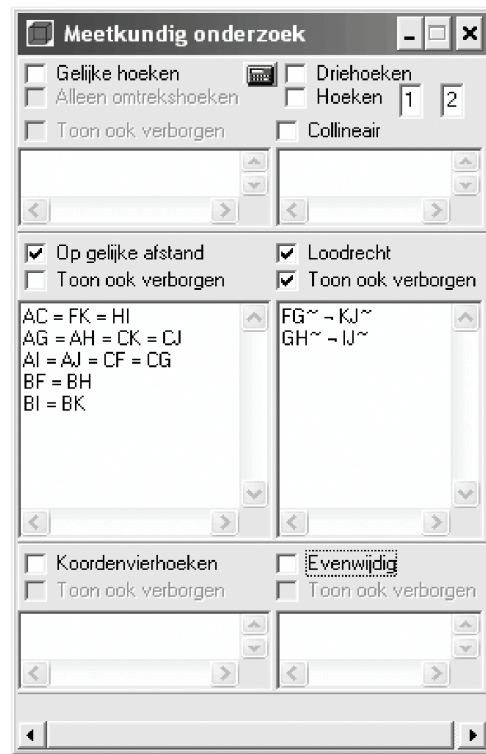 Meetkundig onderzoek
Gelijke hoeken Driehoeken
Alleen omtrekshoeken Hoeken 1 2
Toon ook verborgen Collineair
Op gelijke afstand Loodrecht
Toon ook verborgen Toon ook verborgen
AC = FK = HI FG~ ¬ KJ~
AG = AH = CK = CJ GH~ ¬ IJ~
AI = AJ = CF = CG
BF = BH
BI = BK
Koordenvierhoeken Evenwijdig
Toon ook verborgen Toon ook verborgen